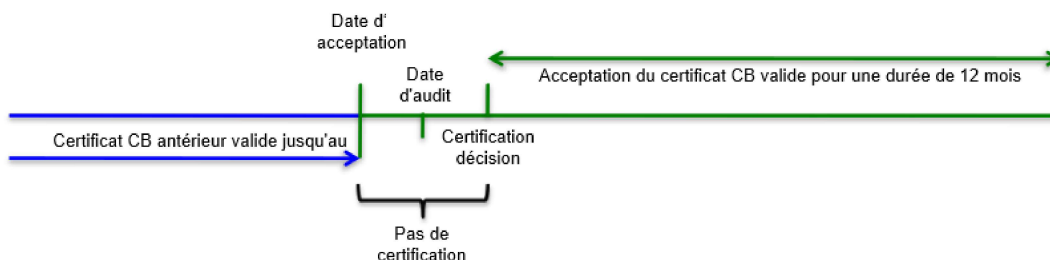 Date d'
acceptation
Date
d'audit
Acceptation du certificat CB valide pour une durée de 12 mois
Certificat CB antérieur valide jusqu'au
Certification
décision
Pas de
certification